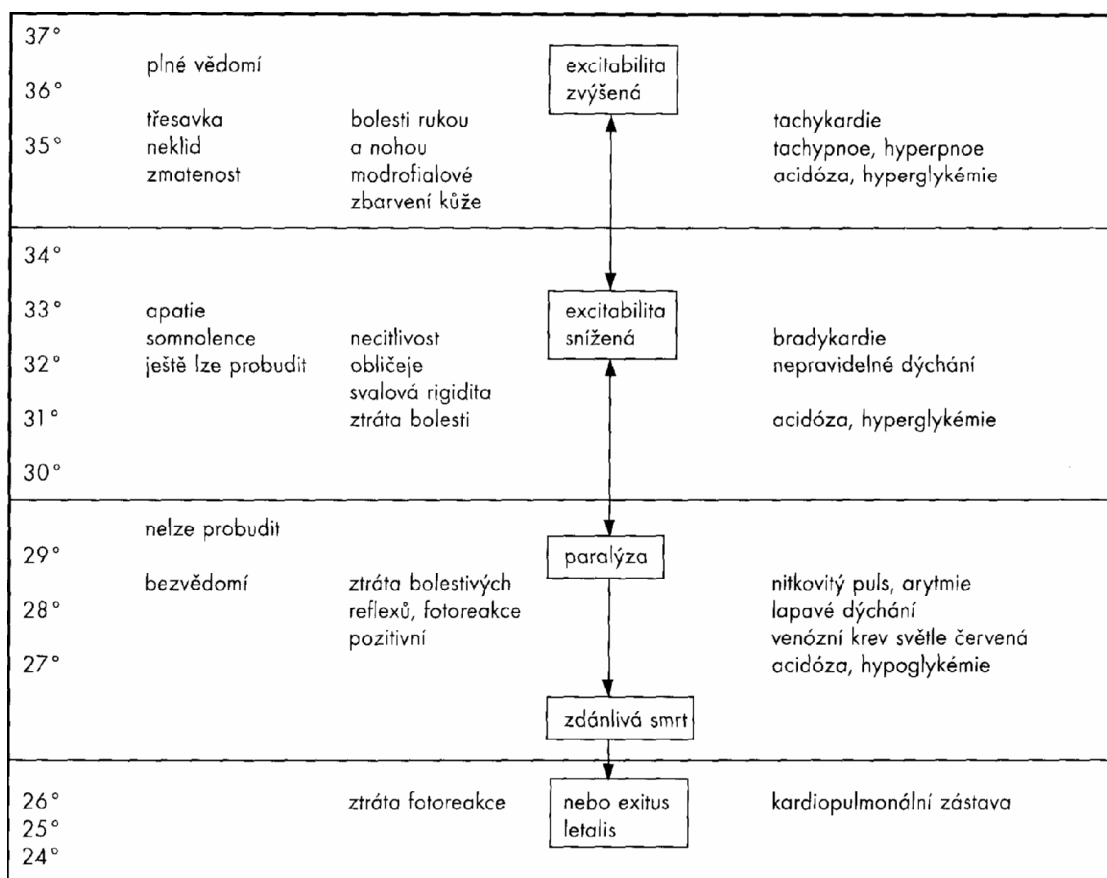 37°
plné vědomí
excitabilita
zvýšená
36°
třesavka
neklid
zmatenost
35°
bolesti rukou
a nohou
modrofialové
zbarvení kůže
tachykardie
tachypnoe, hyperpnoe
acidóza, hyperglykémie
34°
33°
apatie
somnolence
ještě lze probudit
32°
necitlivost
obličeje
svalová rigidita
ztráta bolesti
31°
excitabilita
snížená
bradykardie
nepravidelné dýchání
acidóza, hyperglykémie
30°
nelze probudit
29°
bezvědomí
28°
ztráta bolestivých
reflexů, fotoreakce
pozitivní
27°
paralýza
nitkovitý puls, arytmie
lapavé dýchání
venózní krev světle červená
acidóza, hypoglykémie
zdánlivá smrt
26°
25°
24°
ztráta fotoreakce
nebo exitus
letalis
kardiopulmonální zástava